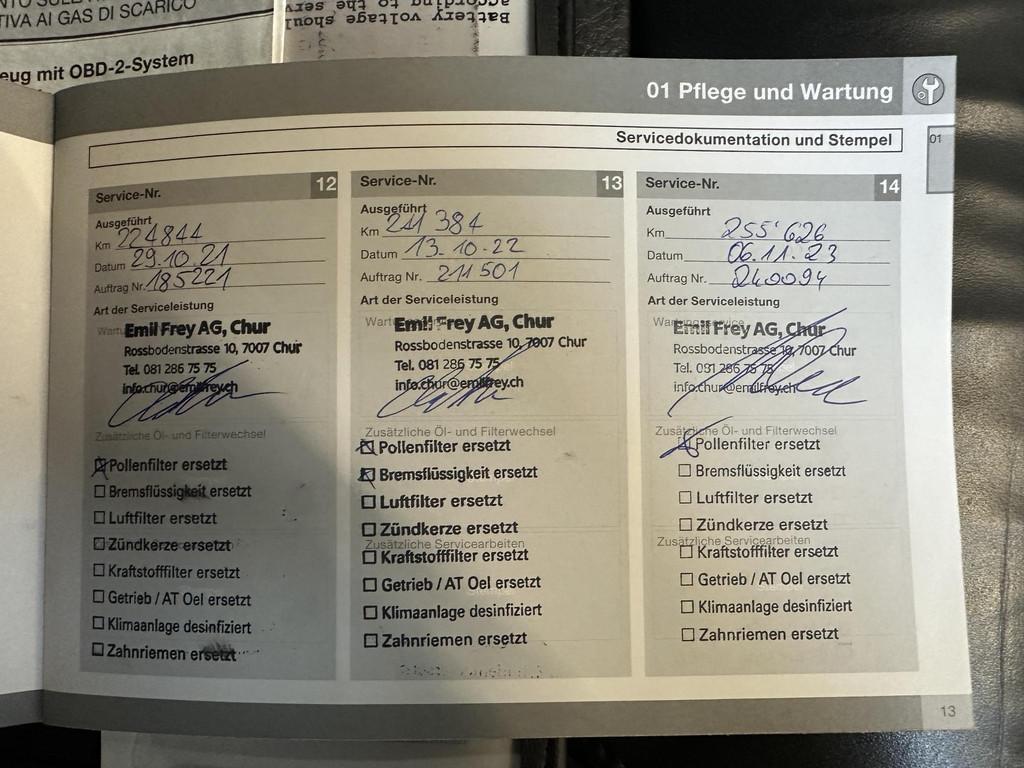 TIVA AI GAS DI SCARICO
eug mit OBD-2-System
Battery voltage shoul
according to the serv
01 Pflege und Wartung
Servicedokumentation und Stempel
01
Service-Nr. 12
Ausgeführt
Km 224844
Datum 29.10.21
Auftrag Nr. 185221
Art der Serviceleistung
Emil Frey AG, Chur
Rossbodenstrasse 10, 7007 Chur
Tel. 081 286 75 75
info.chur@emilfrey.ch
Zusätzliche Öl- und Filterwechsel
Pollenfilter ersetzt
Bremsflüssigkeit ersetzt
Luftfilter ersetzt
Zündkerze ersetzt
Kraftstofffilter ersetzt
Getrieb / AT Oel ersetzt
Klimaanlage desinfiziert
Zahnriemen ersetzt
Service-Nr. 13
Ausgeführt
Km 241 384
Datum 13.10.22
Auftrag Nr. 211501
Art der Serviceleistung
Emil Frey AG, Chur
Rossbodenstrasse 10, 7007 Chur
Tel. 081 286 75 75
info.chur@emilfrey.ch
Zusätzliche Öl- und Filterwechsel
Pollenfilter ersetzt
Bremsflüssigkeit ersetzt
Luftfilter ersetzt
Zündkerze ersetzt
Zusätzliche Servicearbeiten
Kraftstofffilter ersetzt
Getrieb / AT Oel ersetzt
Klimaanlage desinfiziert
Zahnriemen ersetzt
Service-Nr. 14
Ausgeführt
Km 255'626
Datum 06.11.23
Auftrag Nr. 240094
Art der Serviceleistung
Emil Frey AG, Chur
Rossbodenstrasse 10, 7007 Chur
Tel. 081 286 75 75
info.chur@emilfrey.ch
Zusätzliche Öl- und Filterwechsel
Pollenfilter ersetzt
Bremsflüssigkeit ersetzt
Luftfilter ersetzt
Zündkerze ersetzt
Zusätzliche Servicearbeiten
Kraftstofffilter ersetzt
Getrieb / AT Oel ersetzt
Klimaanlage desinfiziert
Zahnriemen ersetzt
13